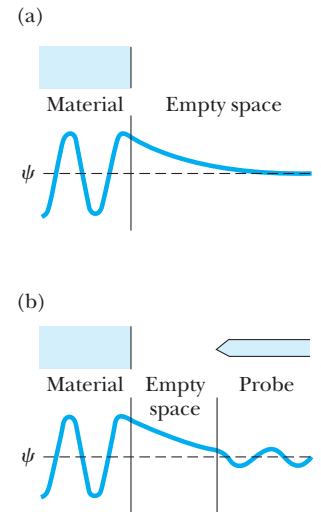 (a)
Material Empty space
ψ
(b)
Material Empty space Probe
ψ